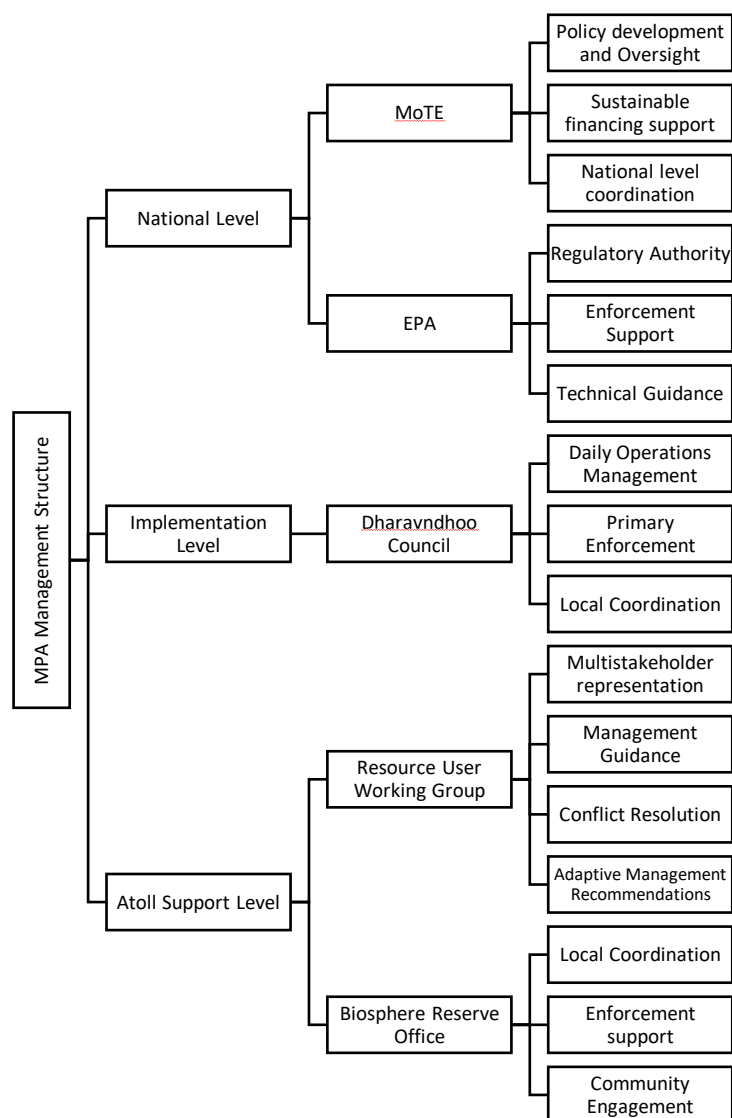 MPA Management Structure
National Level
MoTE
Policy development
and Oversight
Sustainable
financing support
National level
coordination
EPA
Regulatory Authority
Enforcement
Support
Technical Guidance
Implementation
Level
Dharavndhoo
Council
Daily Operations
Management
Primary
Enforcement
Local Coordination
Atoll Support Level
Resource User
Working Group
Multistakeholder
representation
Management
Guidance
Conflict Resolution
Adaptive Management
Recommendations
Biosphere Reserve
Office
Local Coordination
Enforcement
support
Community
Engagement